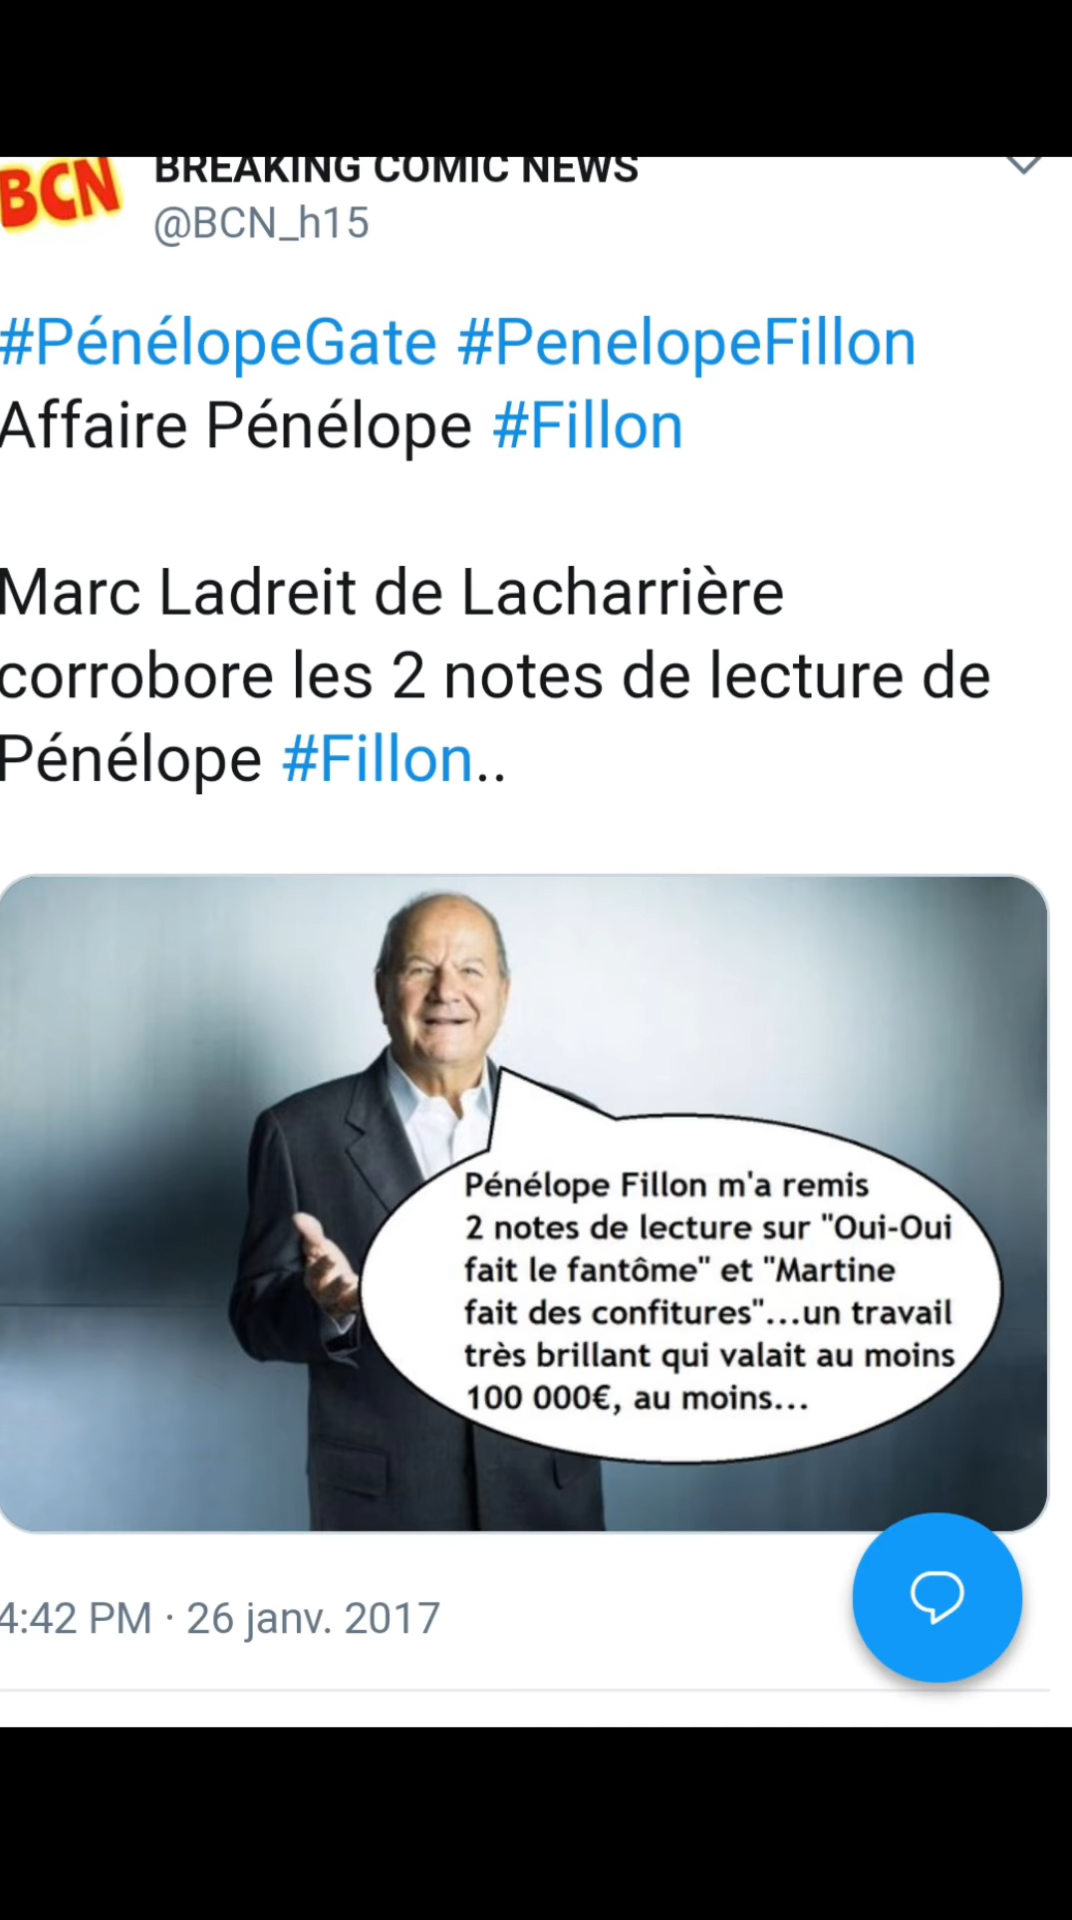 BCN
BREAKING COMIC NEWS
@BCN_h15
#PénélopeGate #PenelopeFillon
Affaire Pénélope #Fillon
Marc Ladreit de Lacharrière
corrobore les 2 notes de lecture de
Pénélope #Fillon..
Pénélope Fillon m'a remis
2 notes de lecture sur "Oui-Oui
fait le fantôme" et "Martine
fait des confitures"...un travail
très brillant qui valait au moins
100 000€, au moins...
4:42 PM · 26 janv. 2017